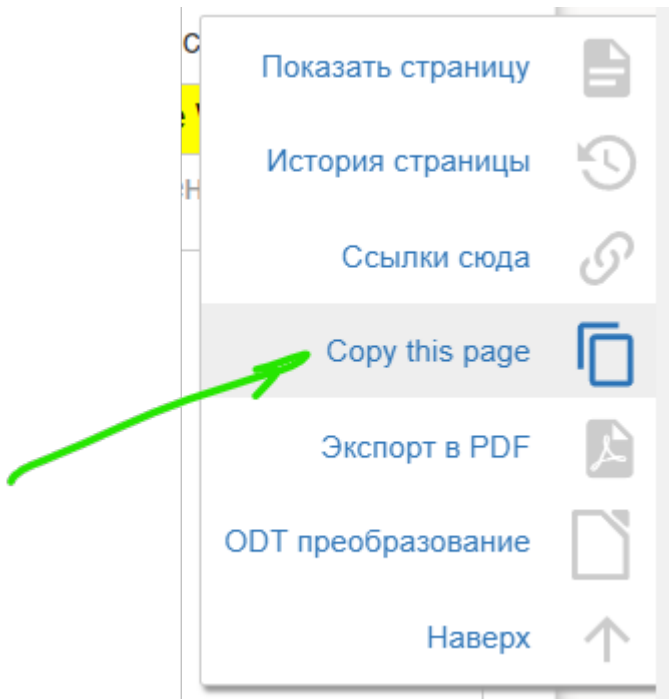 с
Показать страницу
История страницы
Ссылки сюда
Copy this page
Экспорт в PDF
ODT преобразование
Наверх